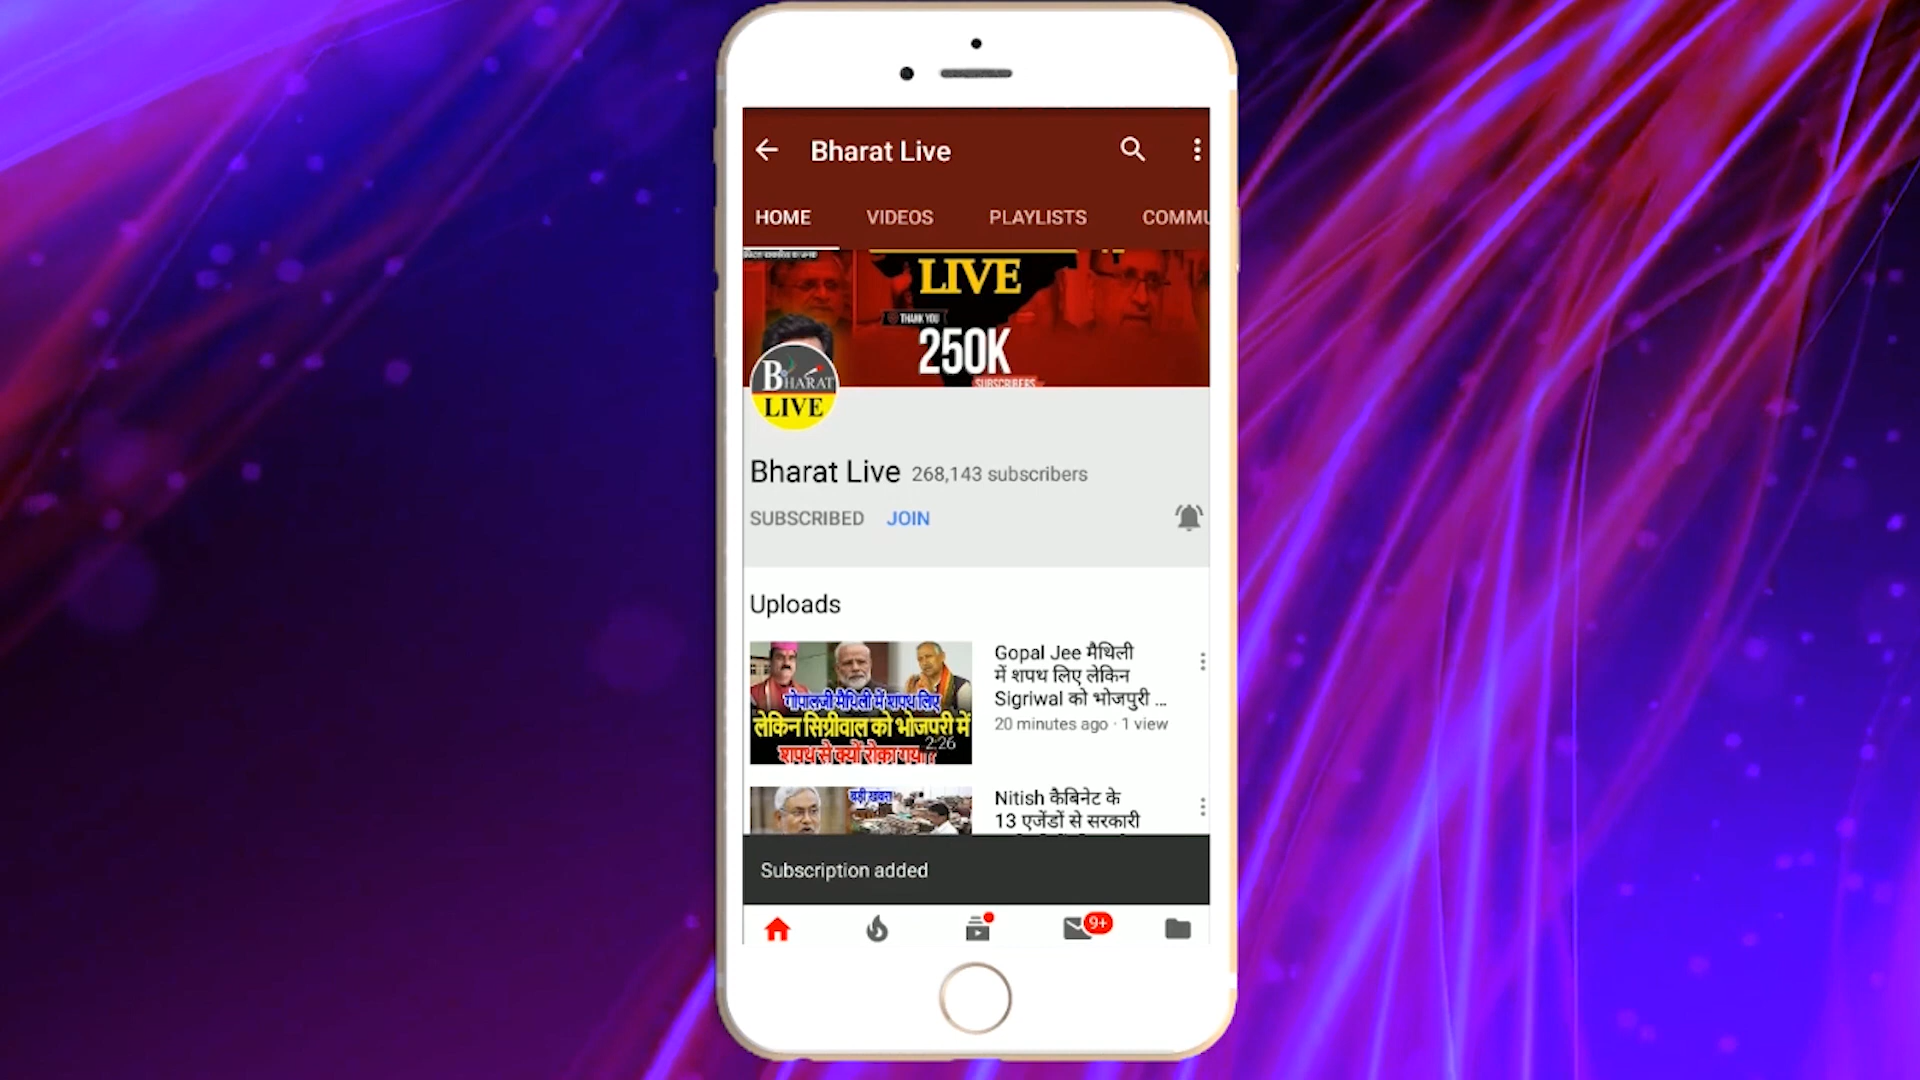 Bharat Live
HOME VIDEOS PLAYLISTS COMMU
LIVE
THANK YOU
250K
SUBSCRIBERS
BHARAT
LIVE
Bharat Live 268,143 subscribers
SUBSCRIBED JOIN
Uploads
गोपालजी मैथिली में शपथ लिए
लेकिन सिग्रीवाल को भोजपुरी में
शपथ से क्यों रोका गया..?
2:26
Gopal Jee मैथिली
में शपथ लिए लेकिन
Sigriwal को भोजपुरी ...
20 minutes ago · 1 view
बड़ी खबर
Nitish कैबिनेट के
13 एजेंडों से सरकारी
Subscription added
9+